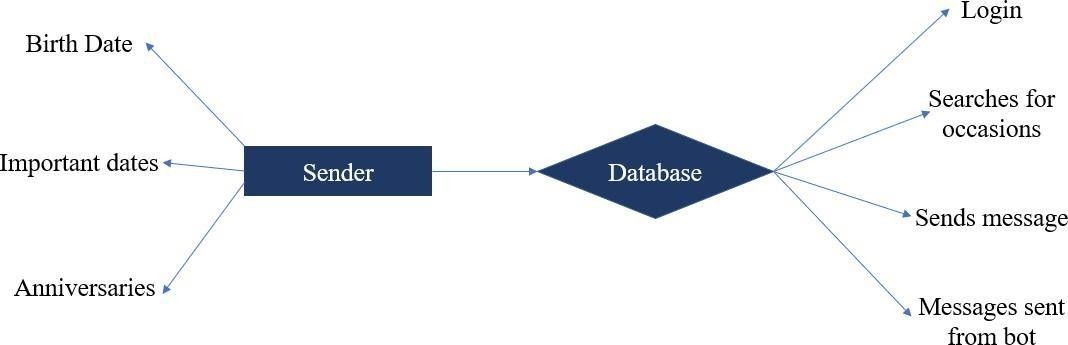 Birth Date
Important dates
Anniversaries
Sender
Database
Login
Searches for
occasions
Sends message
Messages sent
from bot